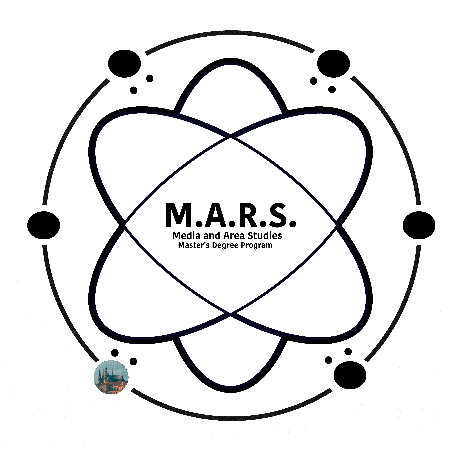 M.A.R.S.
Media and Area Studies
Master's Degree Program